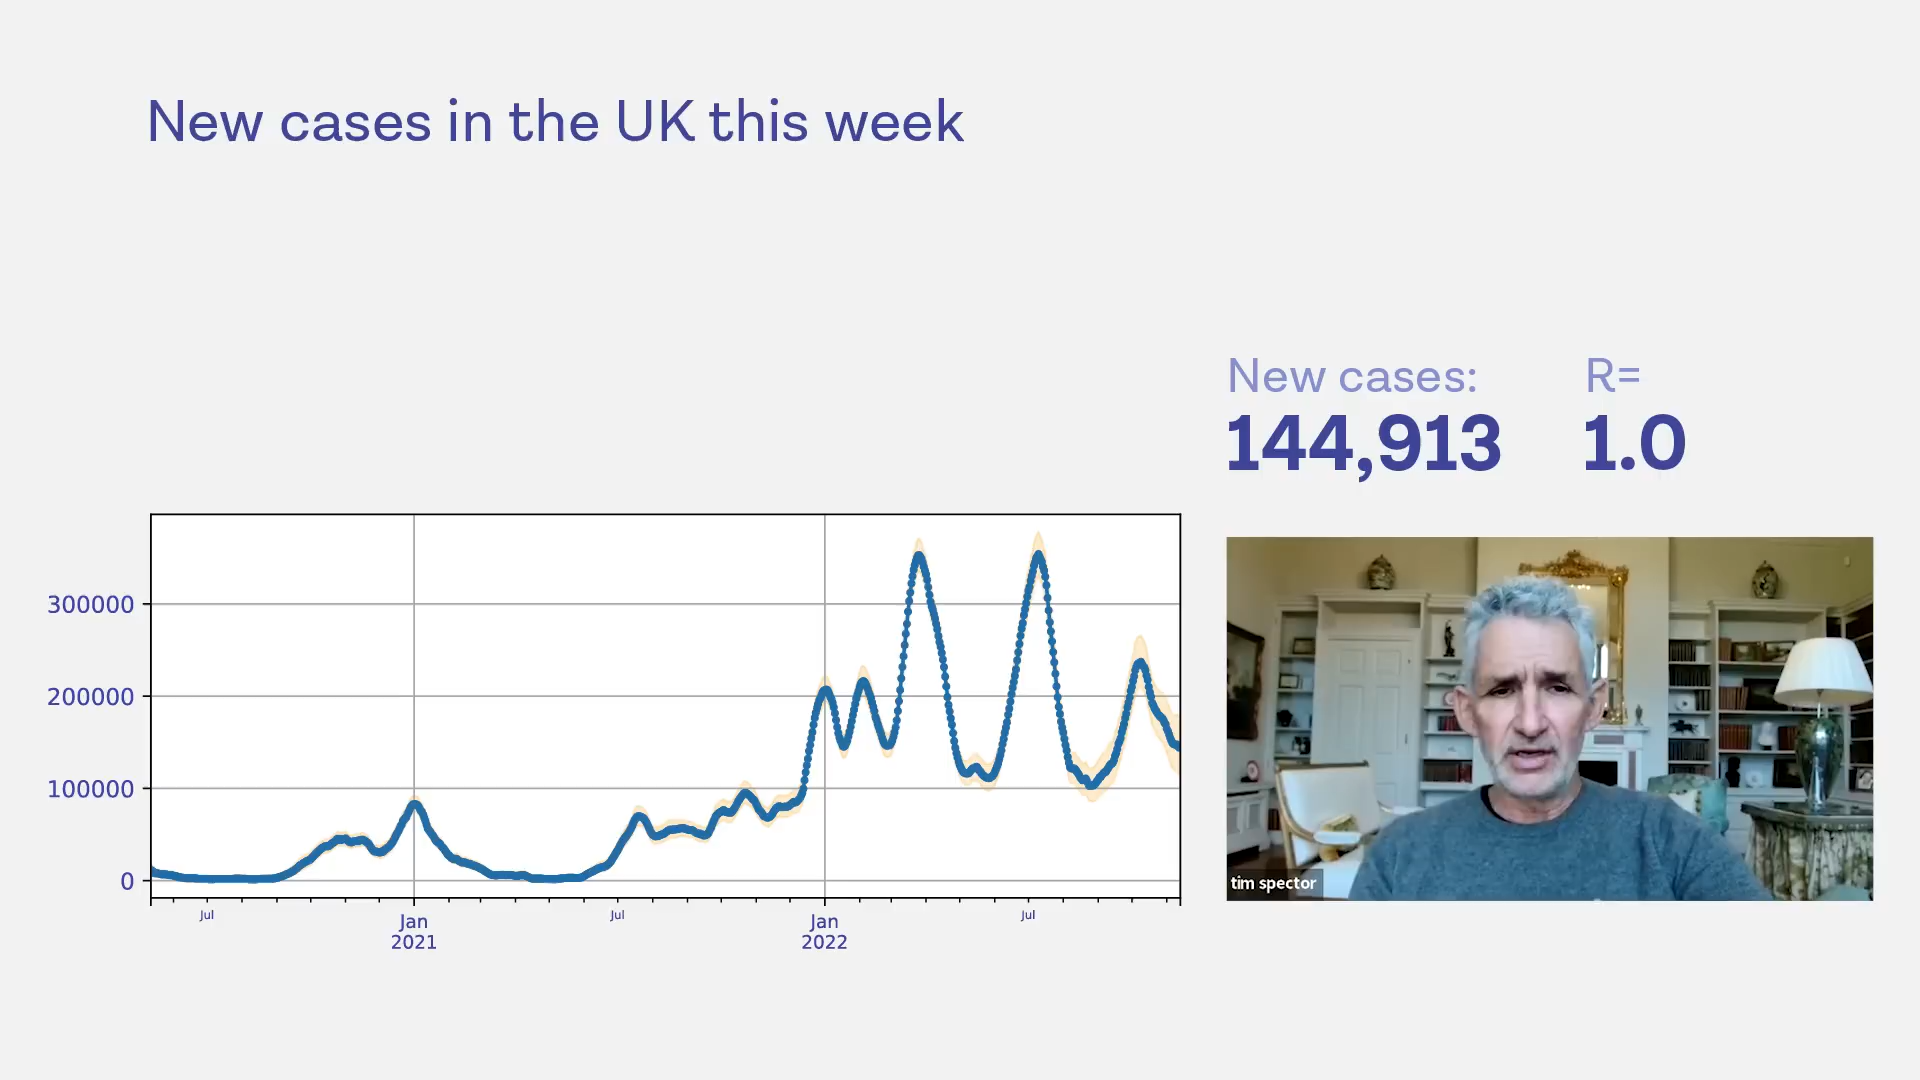 New cases in the UK this week
New cases:
R=
144,913
1.0
300000
200000
100000
0
Jul
Jan
2021
Jul
Jan
2022
Jul
tim spector